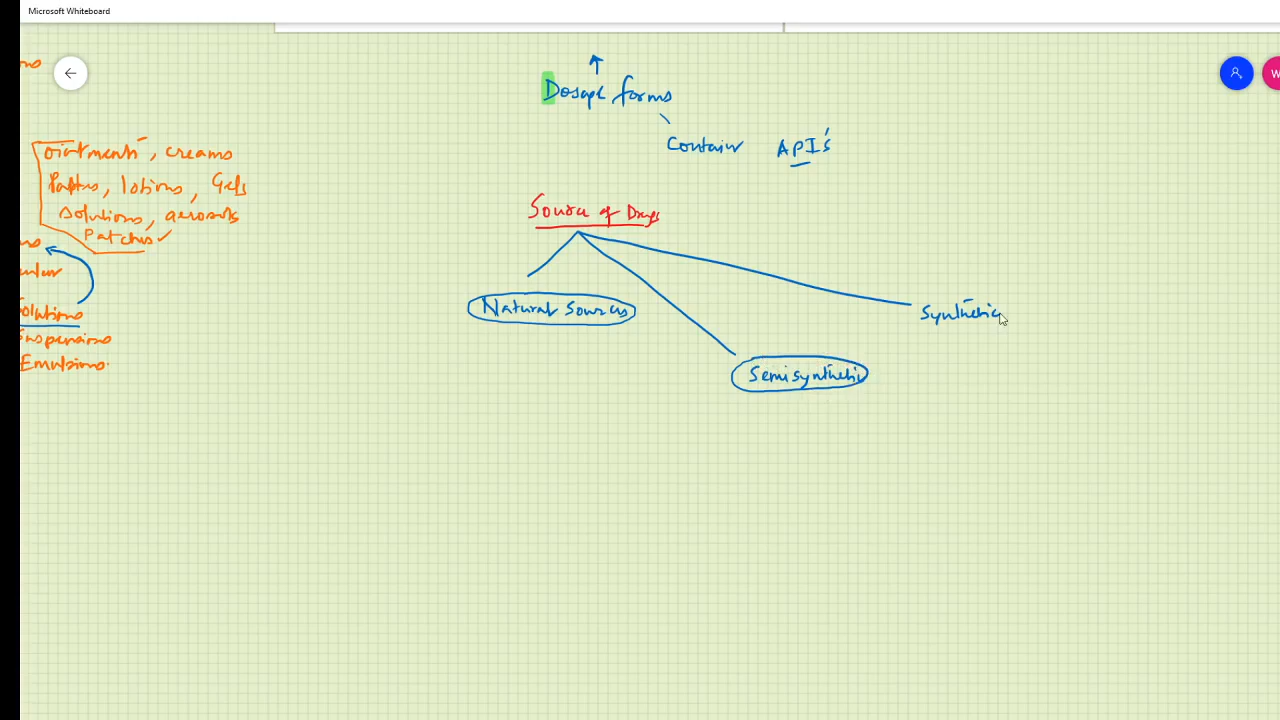 Microsoft Whiteboard
Dosage forms
Contain API's
ointments, creams
Pastes, lotions, Gels
solutions, aerosols
Patches ✓
Solutions
Suspensions
Emulsions
Source of Drugs
Natural Sources
Semisynthetic
Synthetic
W